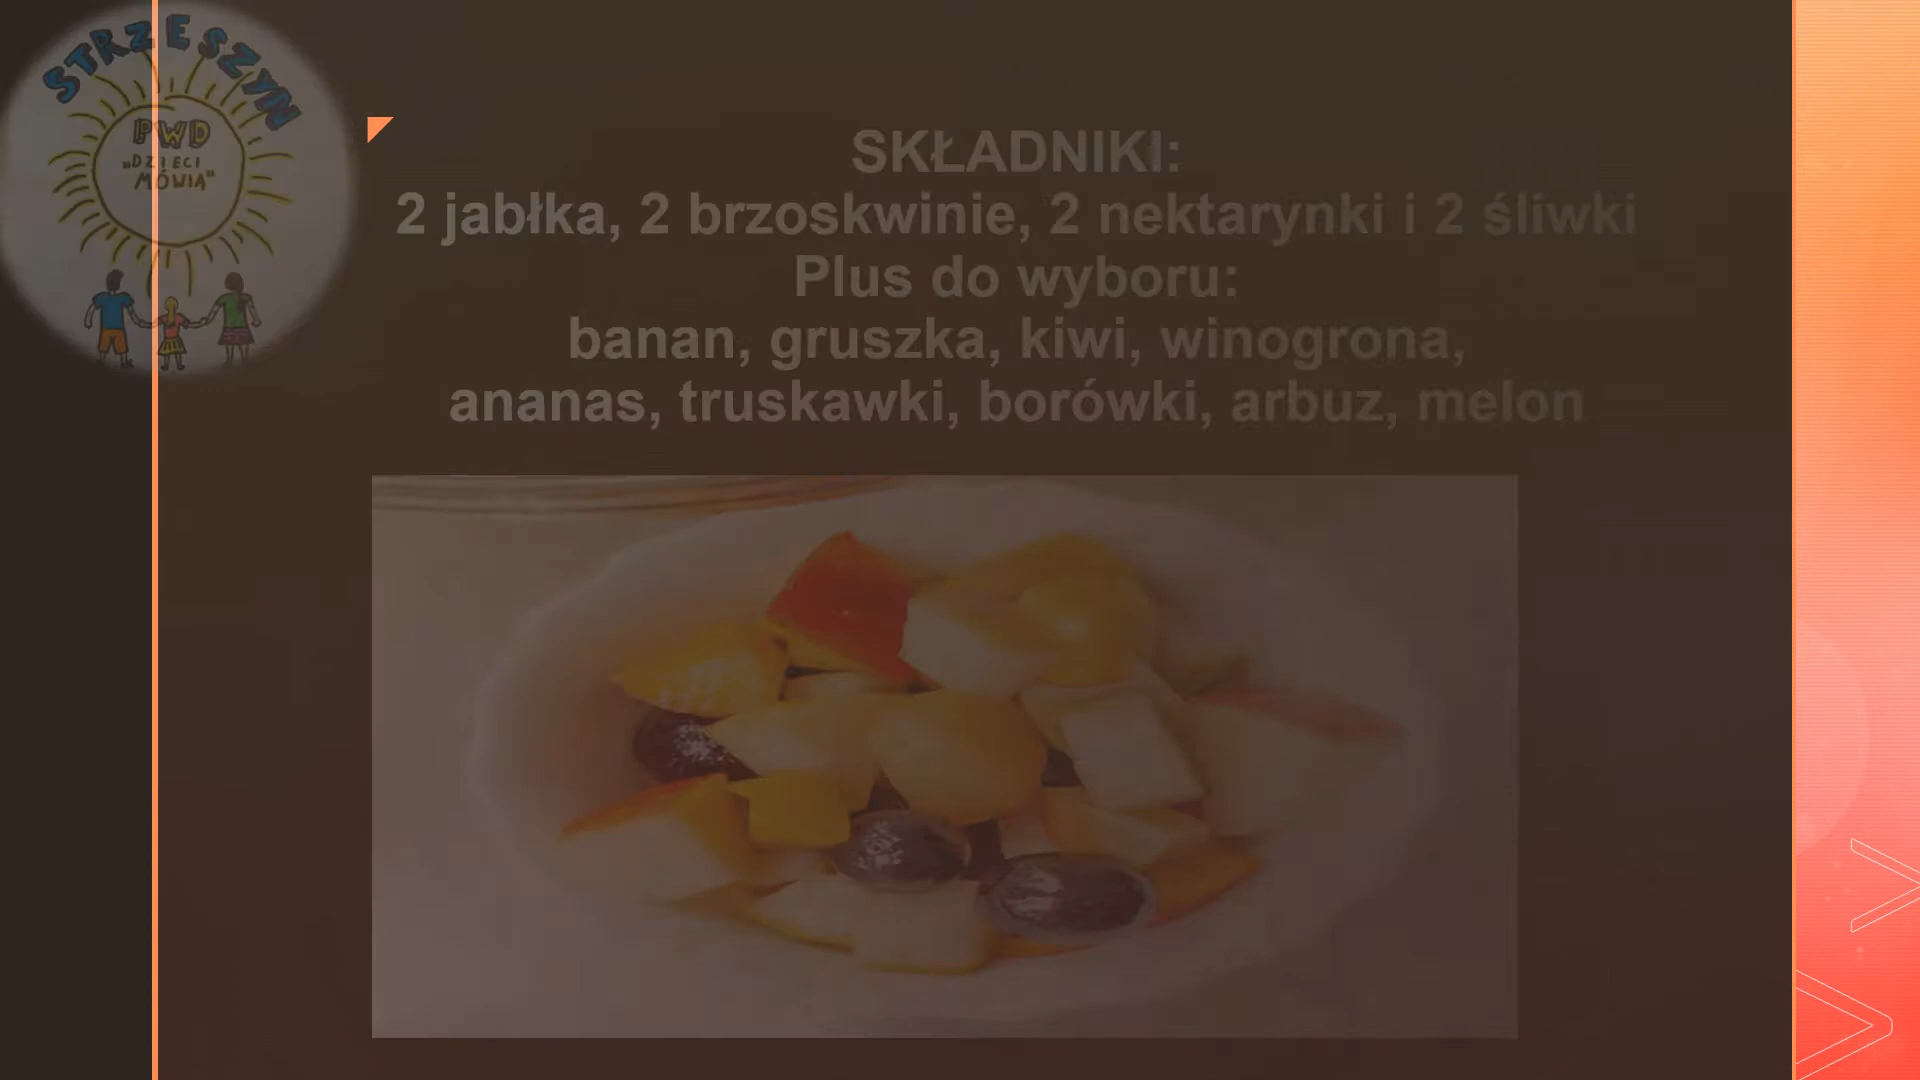 STRZESZYN
PWD
„DZIECI
MÓWIĄ"
SKŁADNIKI:
2 jabłka, 2 brzoskwinie, 2 nektarynki i 2 śliwki
Plus do wyboru:
banan, gruszka, kiwi, winogrona,
ananas, truskawki, borówki, arbuz, melon